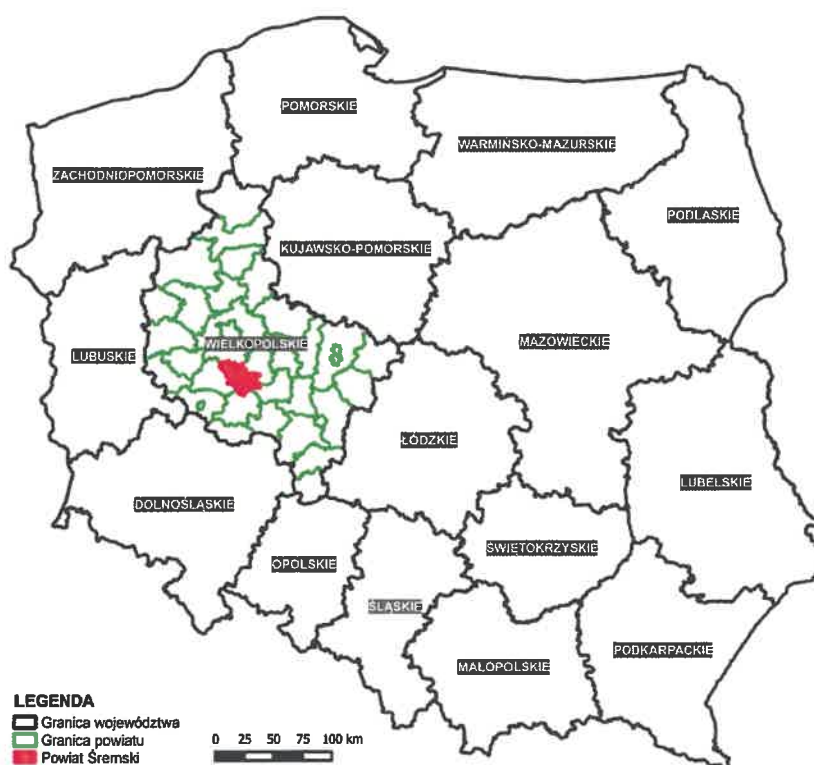 POMORSKIE
WARMIŃSKO-MAZURSKIE
ZACHODNIOPOMORSKIE
PODLASKIE
KUJAWSKO-POMORSKIE
WIELKOPOLSKIE
MAZOWIECKIE
LUBUSKIE
ŁÓDZKIE
LUBELSKIE
DOLNOŚLĄSKIE
ŚWIĘTOKRZYSKIE
OPOLSKIE
ŚLĄSKIE
PODKARPACKIE
MAŁOPOLSKIE
LEGENDA
Granica województwa
Granica powiatu
Powiat Śremski
0 25 50 75 100 km